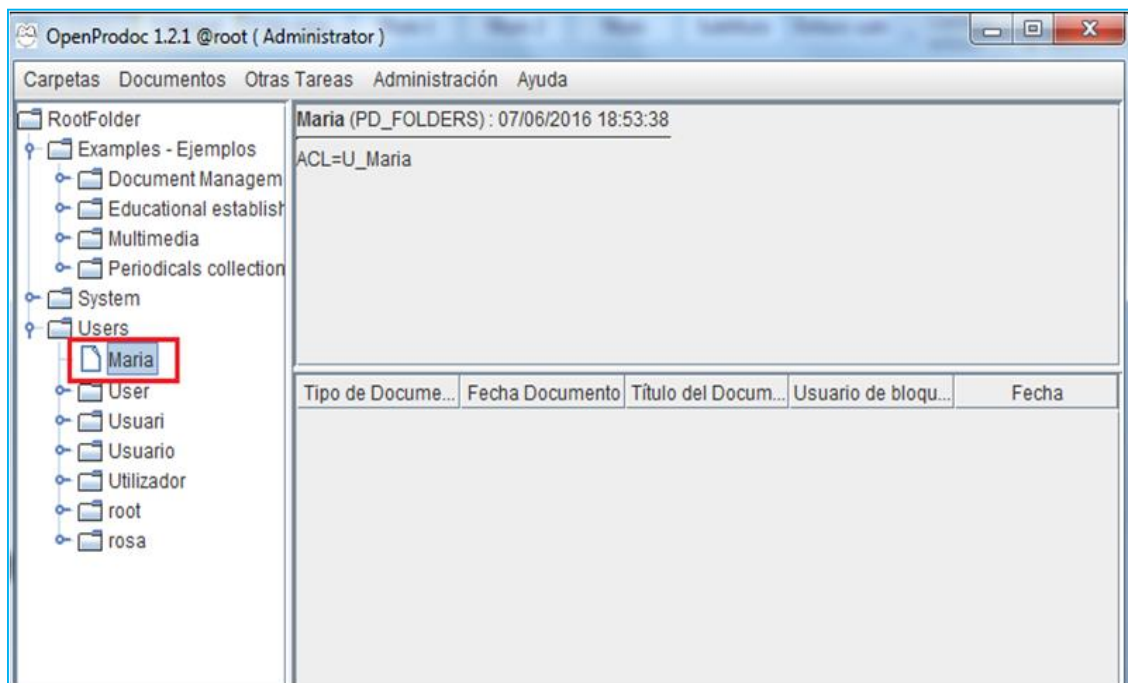 OpenProdoc 1.2.1 @root ( Administrator )
Carpetas Documentos Otras Tareas Administración Ayuda
RootFolder
Examples - Ejemplos
Document Managem
Educational establish
Multimedia
Periodicals collection
System
Users
Maria
User
Usuari
Usuario
Utilizador
root
rosa
Maria (PD_FOLDERS) : 07/06/2016 18:53:38
ACL=U_Maria
Tipo de Docume... Fecha Documento Título del Docum... Usuario de bloqu... Fecha